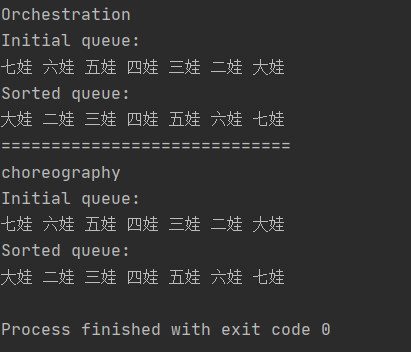 Orchestration
Initial queue:
七娃 六娃 五娃 四娃 三娃 二娃 大娃
Sorted queue:
大娃 二娃 三娃 四娃 五娃 六娃 七娃
=============================
choreography
Initial queue:
七娃 六娃 五娃 四娃 三娃 二娃 大娃
Sorted queue:
大娃 二娃 三娃 四娃 五娃 六娃 七娃
Process finished with exit code 0